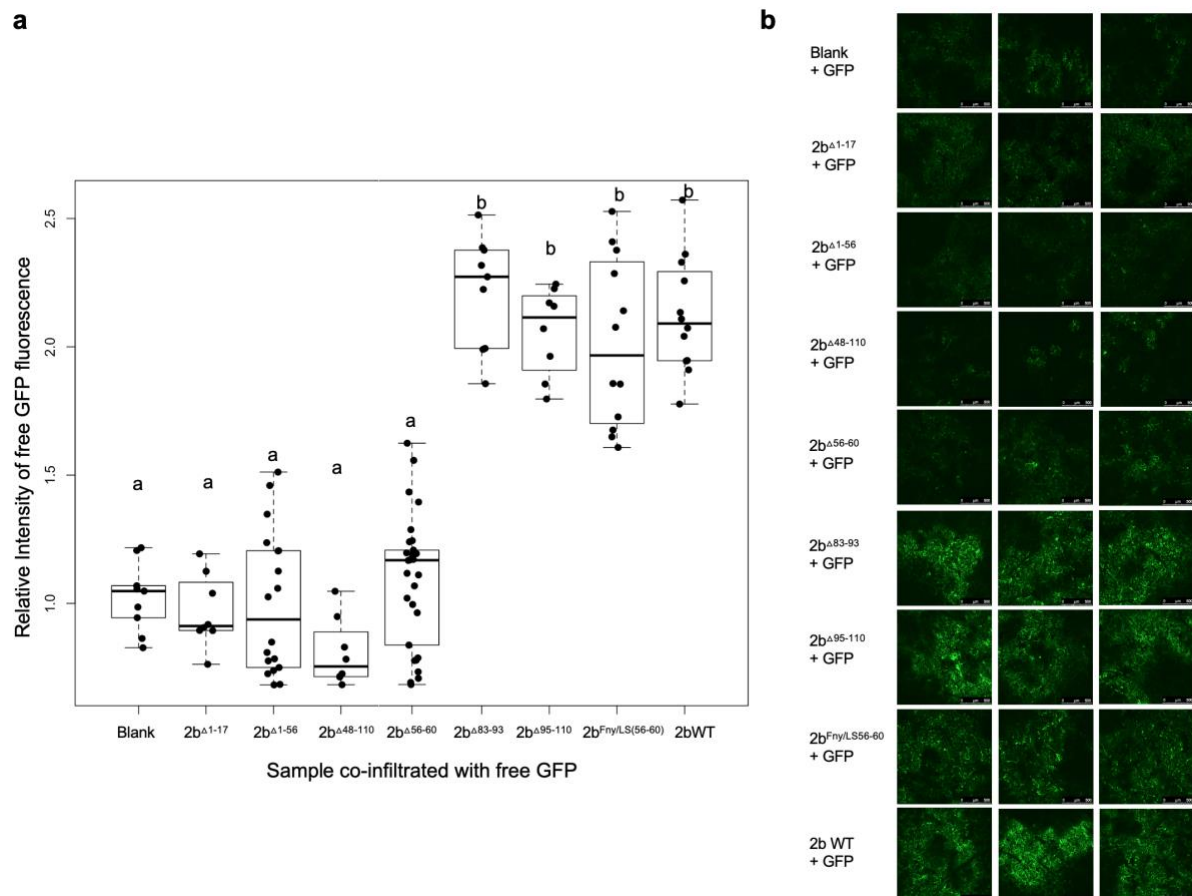 a
Relative Intensity of free GFP fluorescence
2.5
2.0
1.5
1.0
a
a
a
a
a
b
b
b
b
Blank
2bΔ1-17
2bΔ1-56
2bΔ48-110
2bΔ56-60
2bΔ83-93
2bΔ95-110
2bFny/LS(56-60)
2bWT
Sample co-infiltrated with free GFP
b
Blank
+ GFP
2bΔ1-17
+ GFP
2bΔ1-56
+ GFP
2bΔ48-110
+ GFP
2bΔ56-60
+ GFP
2bΔ83-93
+ GFP
2bΔ95-110
+ GFP
2bFny/LS56-60
+ GFP
2b WT
+ GFP